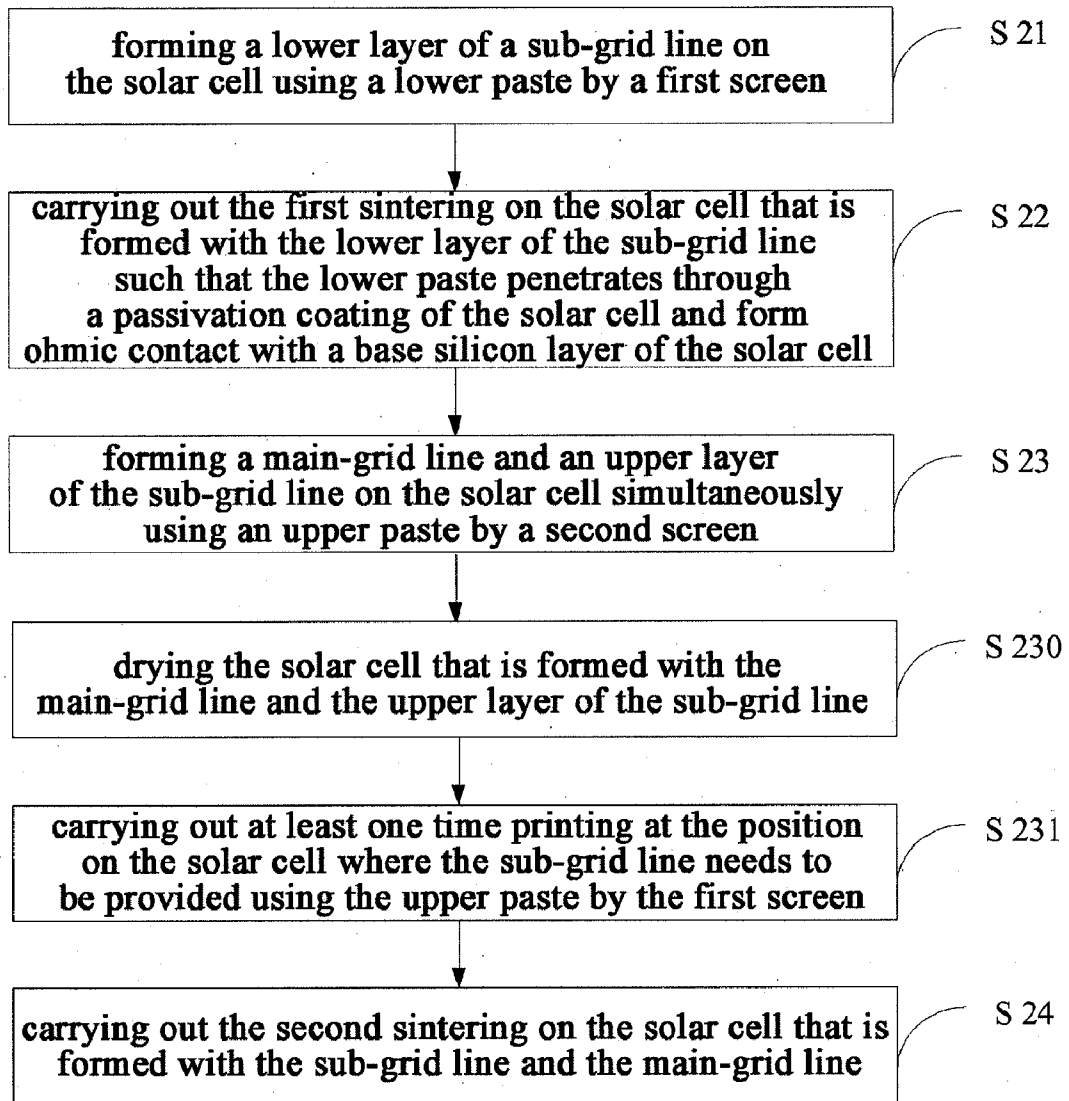 forming a lower layer of a sub-grid line on
the solar cell using a lower paste by a first screen
S 21
carrying out the first sintering on the solar cell that is
formed with the lower layer of the sub-grid line
such that the lower paste penetrates through
a passivation coating of the solar cell and form
ohmic contact with a base silicon layer of the solar cell
S 22
forming a main-grid line and an upper layer
of the sub-grid line on the solar cell simultaneously
using an upper paste by a second screen
S 23
drying the solar cell that is formed with the
main-grid line and the upper layer of the sub-grid line
S 230
carrying out at least one time printing at the position
on the solar cell where the sub-grid line needs to
be provided using the upper paste by the first screen
S 231
carrying out the second sintering on the solar cell that is
formed with the sub-grid line and the main-grid line
S 24